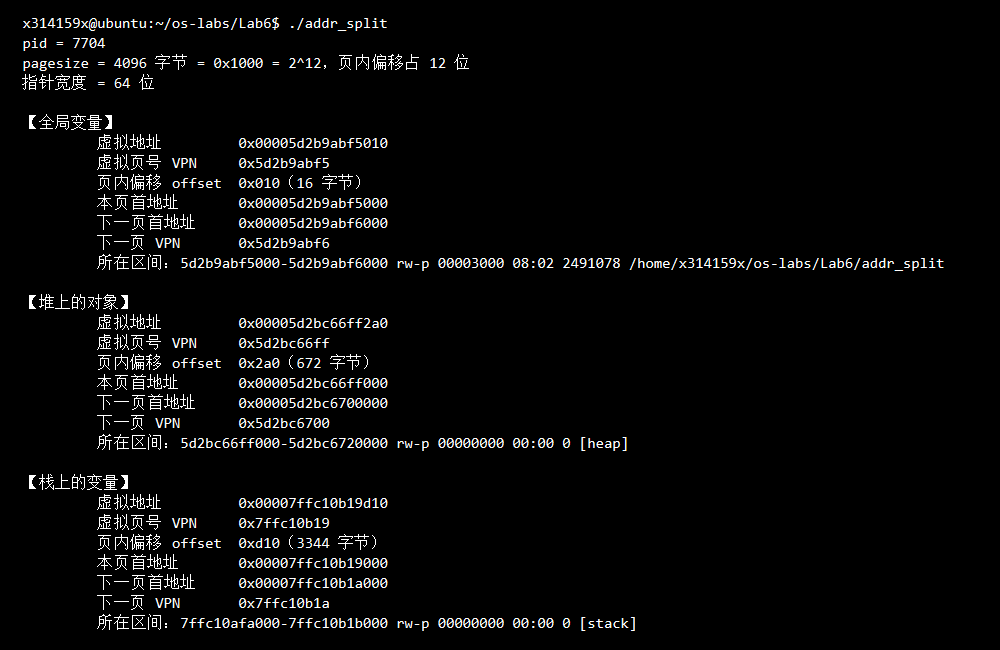 x314159x@ubuntu:~/os-labs/Lab6$ ./addr_split
pid = 7704
pagesize = 4096 字节 = 0x1000 = 2^12，页内偏移占 12 位
指针宽度 = 64 位
【全局变量】
虚拟地址 0x00005d2b9abf5010
虚拟页号 VPN 0x5d2b9abf5
页内偏移 offset 0x010（16 字节）
本页首地址 0x00005d2b9abf5000
下一页首地址 0x00005d2b9abf6000
下一页 VPN 0x5d2b9abf6
所在区间：5d2b9abf5000-5d2b9abf6000 rw-p 00003000 08:02 2491078 /home/x314159x/os-labs/Lab6/addr_split
【堆上的对象】
虚拟地址 0x00005d2bc66ff2a0
虚拟页号 VPN 0x5d2bc66ff
页内偏移 offset 0x2a0（672 字节）
本页首地址 0x00005d2bc66ff000
下一页首地址 0x00005d2bc6700000
下一页 VPN 0x5d2bc6700
所在区间：5d2bc66ff000-5d2bc6720000 rw-p 00000000 00:00 0 [heap]
【栈上的变量】
虚拟地址 0x00007ffc10b19d10
虚拟页号 VPN 0x7ffc10b19
页内偏移 offset 0xd10（3344 字节）
本页首地址 0x00007ffc10b19000
下一页首地址 0x00007ffc10b1a000
下一页 VPN 0x7ffc10b1a
所在区间：7ffc10afa000-7ffc10b1b000 rw-p 00000000 00:00 0 [stack]